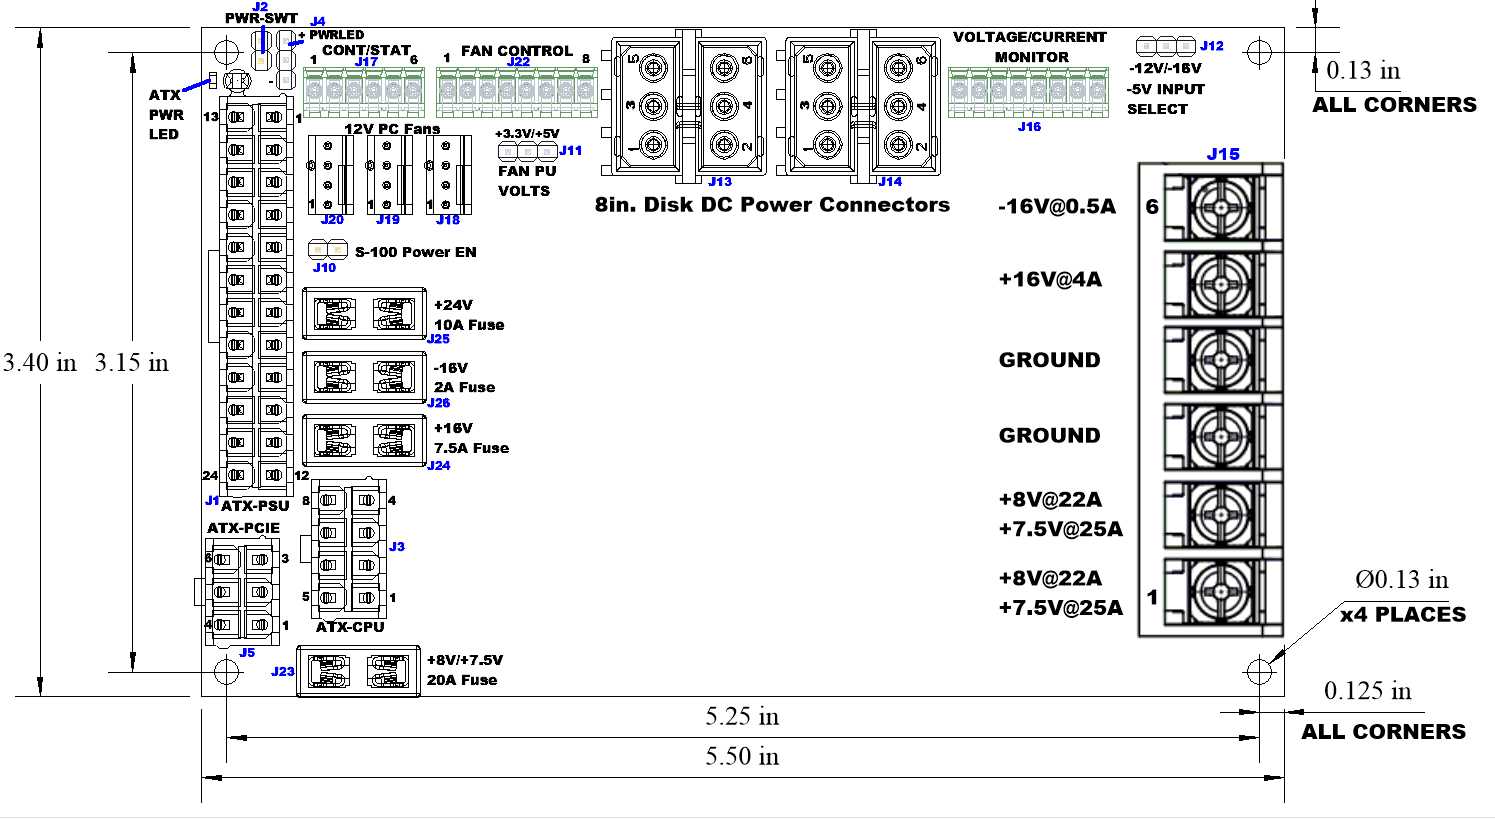 J2
PWR-SWT
J4
+ PWRLED
-
CONT/STAT
1 J17 6
FAN CONTROL
1 J22 8
VOLTAGE/CURRENT
MONITOR
J16
J12
-12V/-16V
-5V INPUT
SELECT
0.13 in
ALL CORNERS
ATX
PWR
LED
13 1
12V PC Fans
1 1 1
J20 J19 J18
+3.3V/+5V
J11
FAN PU
VOLTS
5 6
3 4
1 2
J13
5 6
3 4
1 2
J14
8in. Disk DC Power Connectors
J15
-16V@0.5A 6
+16V@4A
GROUND
GROUND
+8V@22A
+7.5V@25A
+8V@22A
+7.5V@25A
1
J10
S-100 Power EN
+24V
10A Fuse
J25
-16V
2A Fuse
J26
+16V
7.5A Fuse
J24
3.40 in
3.15 in
24 12
J1
ATX-PSU
ATX-PCIE
6 3
4 1
J5
8 4
J3
5 1
ATX-CPU
J23
+8V/+7.5V
20A Fuse
Ø0.13 in
x4 PLACES
0.125 in
ALL CORNERS
5.25 in
5.50 in